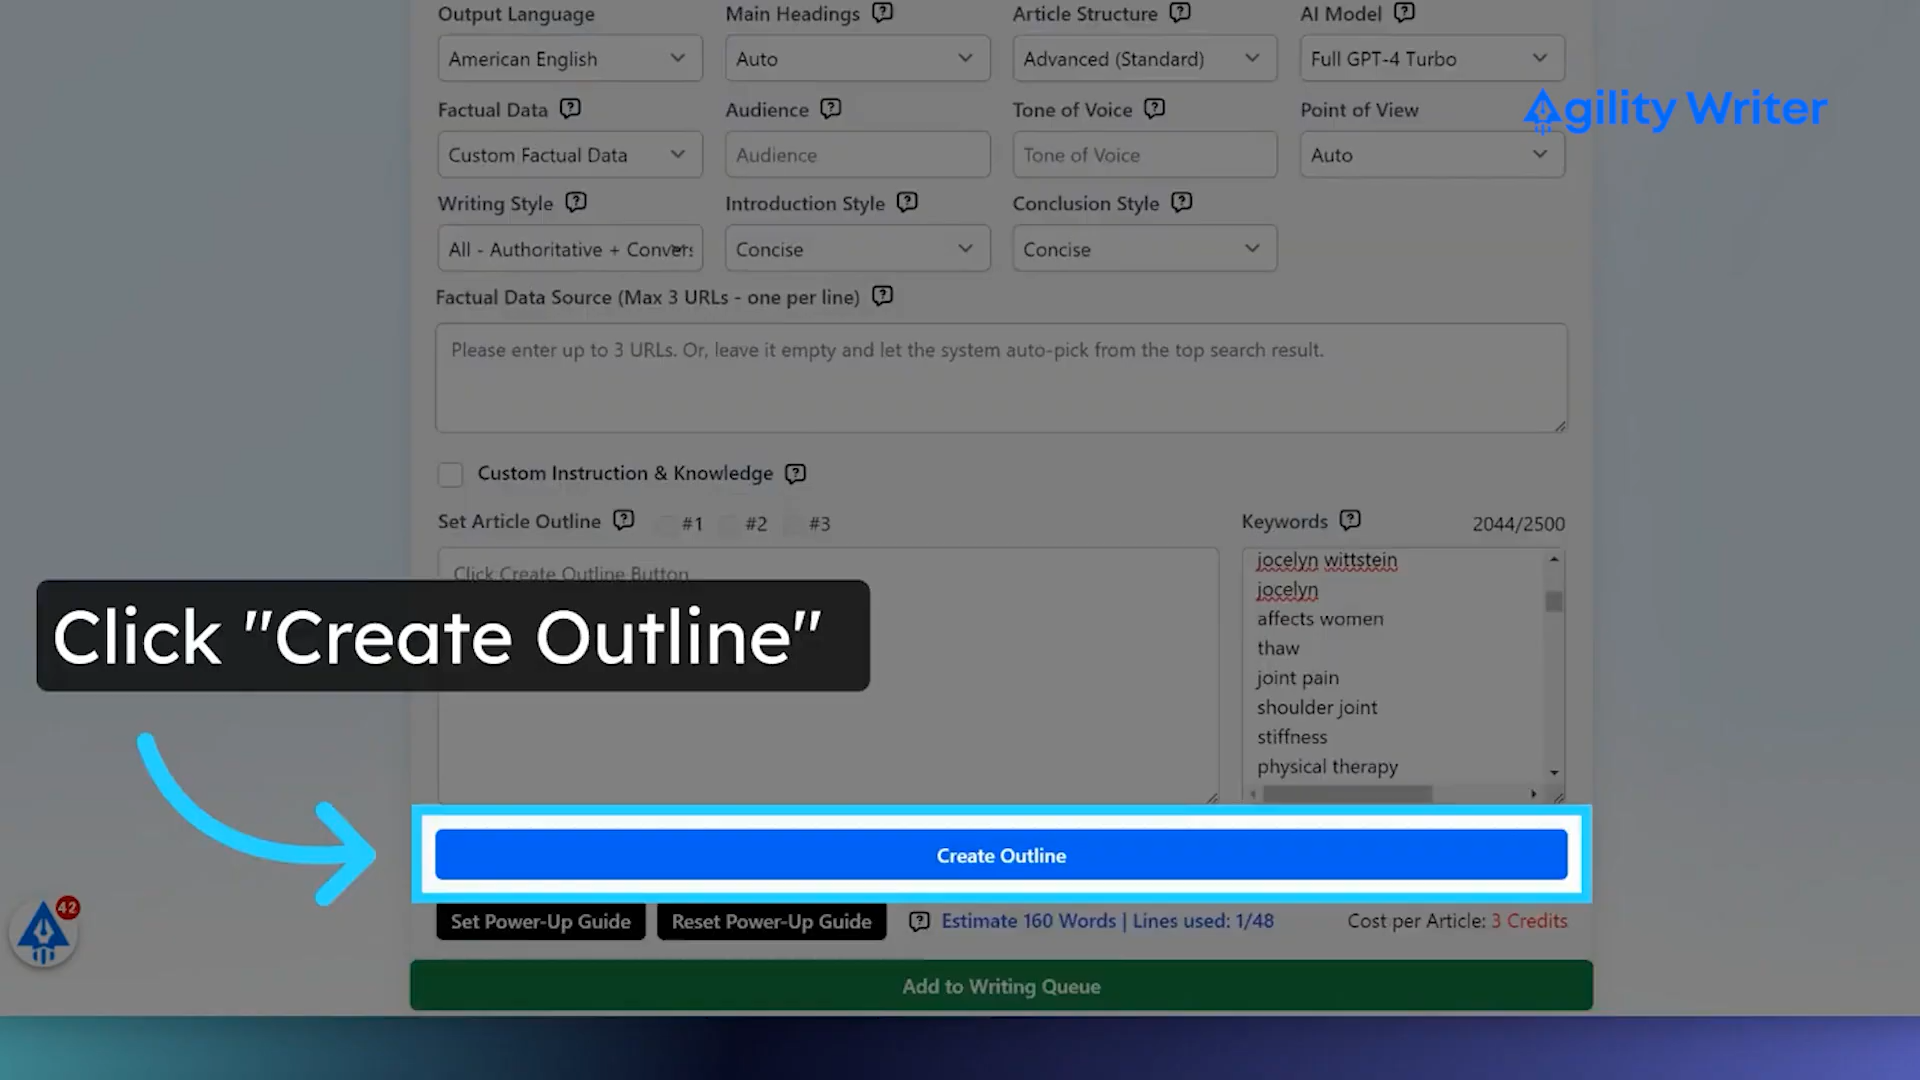 Output Language
Main Headings
Article Structure
AI Model
American English
Auto
Advanced (Standard)
Full GPT-4 Turbo
Agility Writer
Factual Data
Audience
Tone of Voice
Point of View
Custom Factual Data
Audience
Tone of Voice
Auto
Writing Style
Introduction Style
Conclusion Style
All - Authoritative + Convers
Concise
Concise
Factual Data Source (Max 3 URLs - one per line)
Please enter up to 3 URLs. Or, leave it empty and let the system auto-pick from the top search result.
Custom Instruction & Knowledge
Set Article Outline
#1
#2
#3
Keywords
2044/2500
Click Create Outline Button
jocelyn wittstein
jocelyn
affects women
thaw
joint pain
shoulder joint
stiffness
physical therapy
Click "Create Outline"
Create Outline
42
Set Power-Up Guide
Reset Power-Up Guide
Estimate 160 Words | Lines used: 1/48
Cost per Article: 3 Credits
Add to Writing Queue